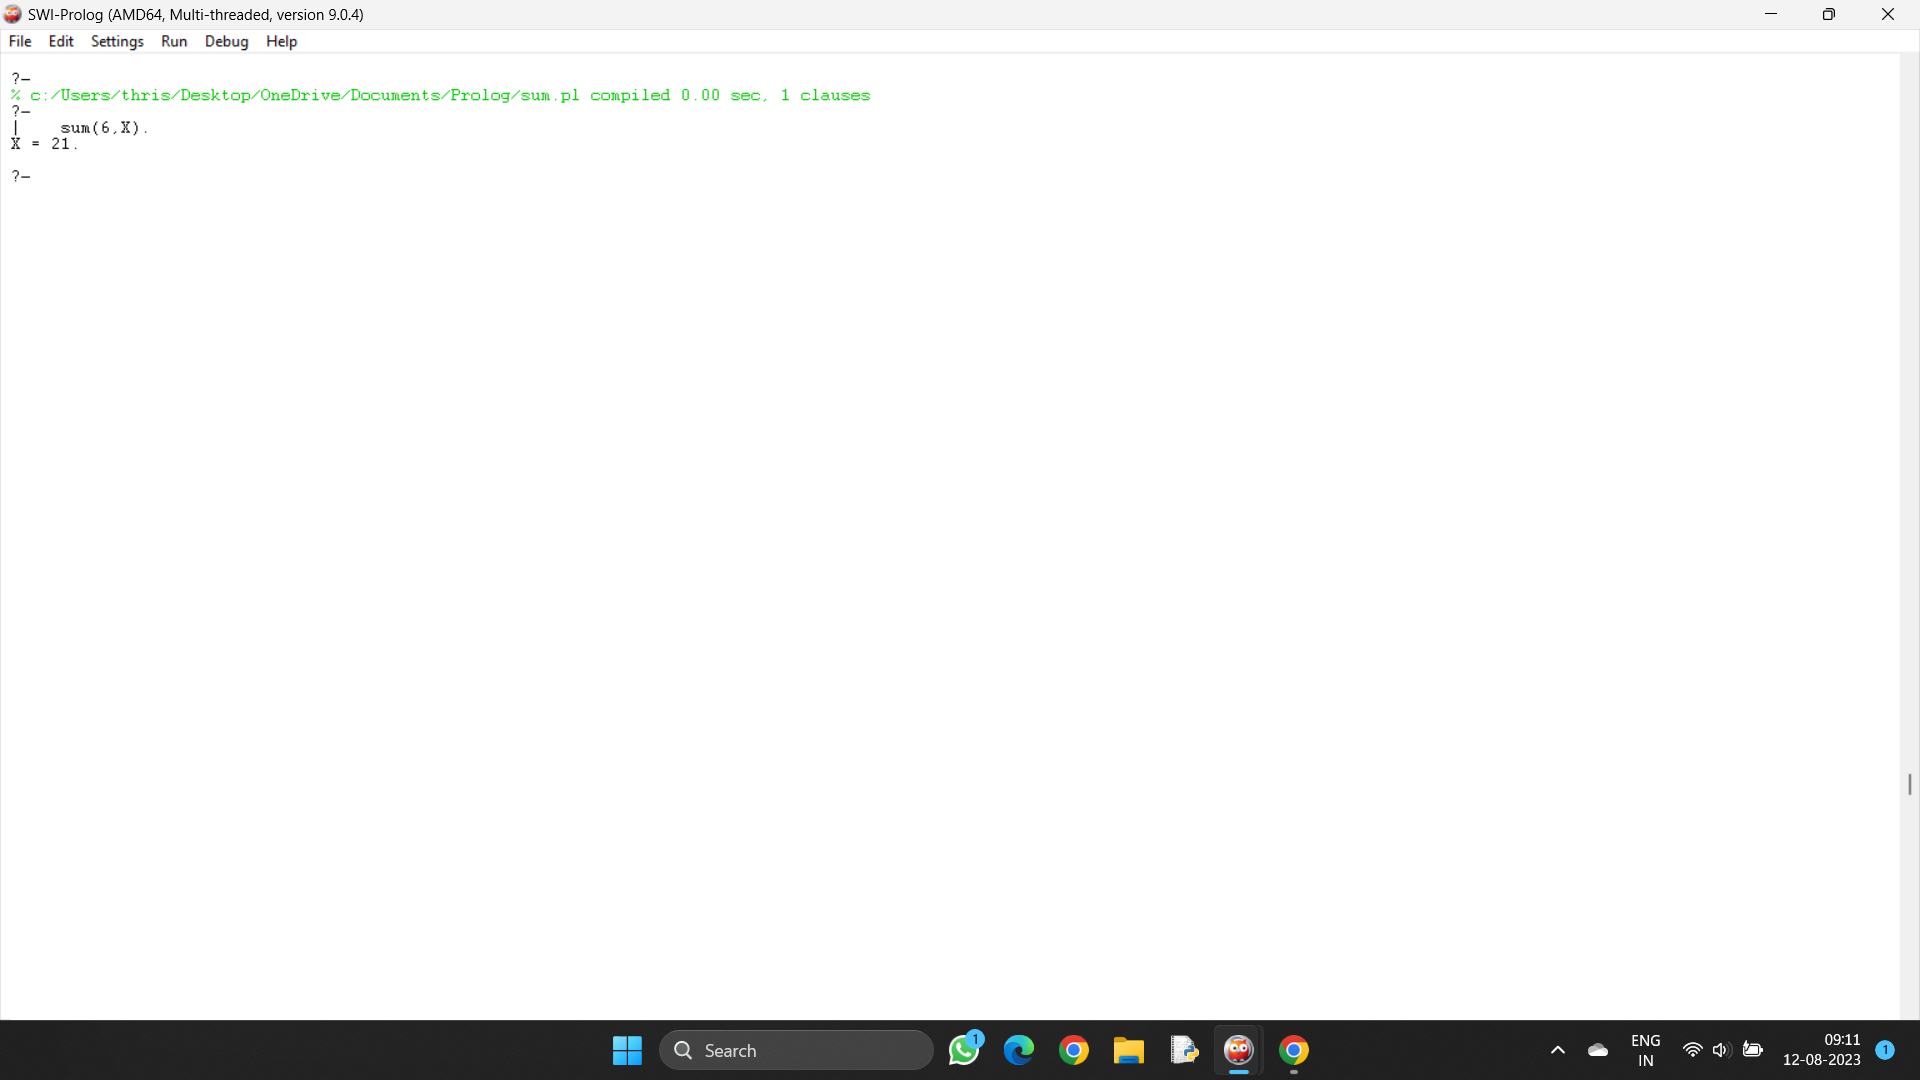 SWI-Prolog (AMD64, Multi-threaded, version 9.0.4)
File Edit Settings Run Debug Help
?-
% c:/Users/thris/Desktop/OneDrive/Documents/Prolog/sum.pl compiled 0.00 sec, 1 clauses
?-
| sum(6,X).
X = 21.
?-
Search
1
ENG
IN
09:11
12-08-2023
1